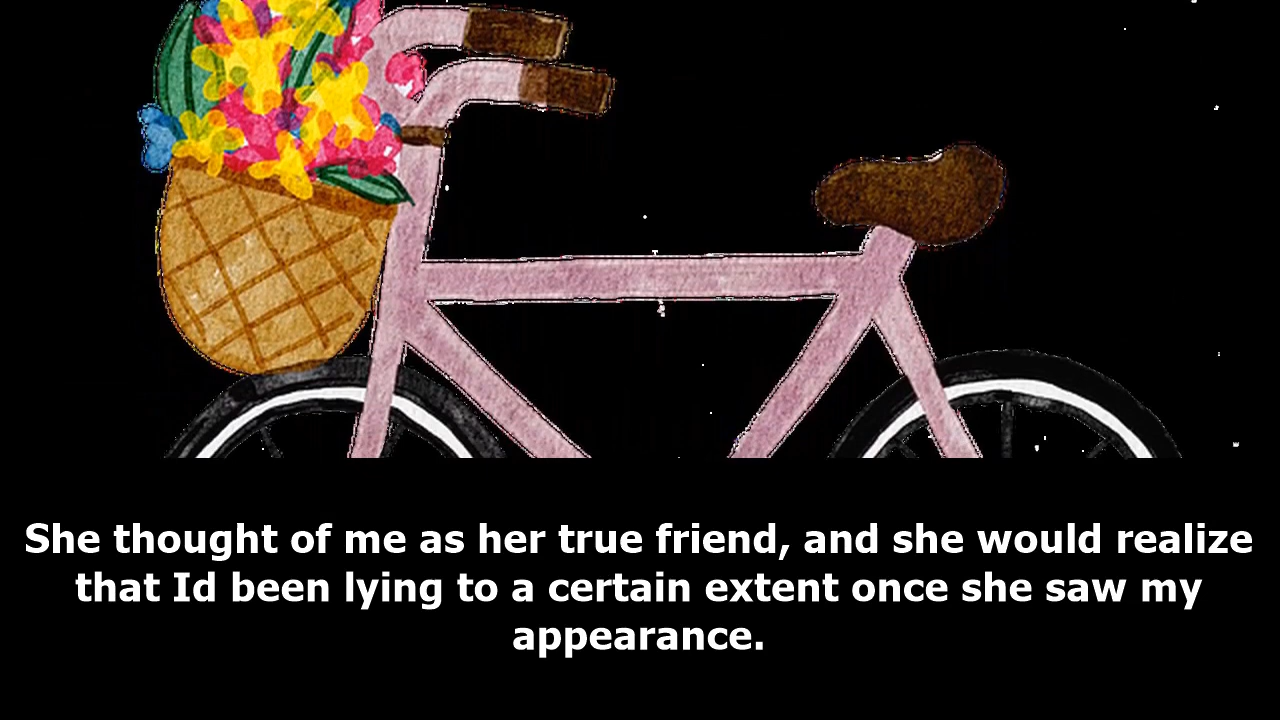 She thought of me as her true friend, and she would realize
that Id been lying to a certain extent once she saw my
appearance.